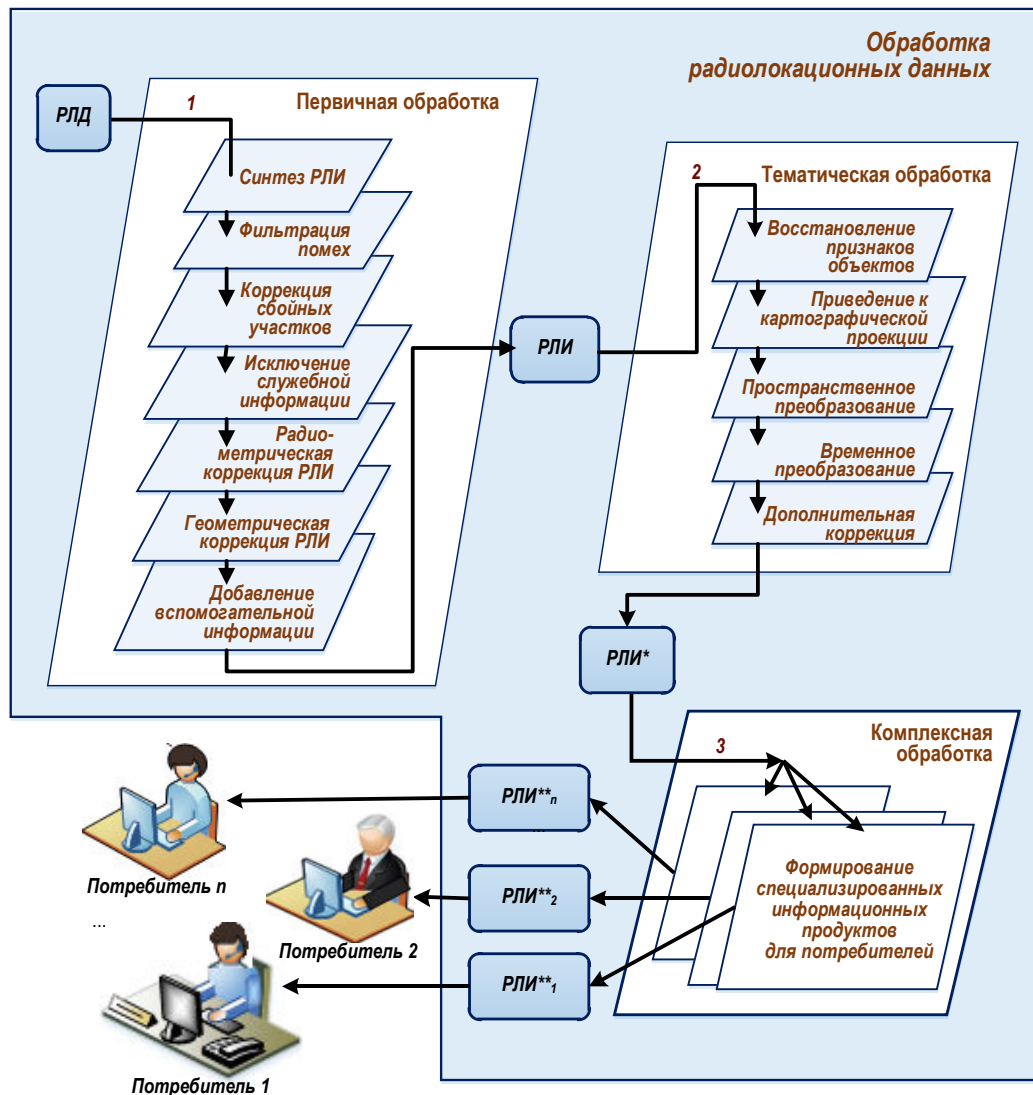 Обработка
радиолокационных данных
РЛД
1
Первичная обработка
Синтез РЛИ
Фильтрация
помех
Коррекция
сбойных
участков
Исключение
служебной
информации
Радио-
метрическая
коррекция РЛИ
Геометрическая
коррекция РЛИ
Добавление
вспомогательной
информации
РЛИ
2
Тематическая обработка
Восстановление
признаков
объектов
Приведение к
картографической
проекции
Пространственное
преобразование
Временное
преобразование
Дополнительная
коррекция
РЛИ*
3
Комплексная
обработка
Формирование
специализированных
информационных
продуктов
для потребителей
РЛИ**n
...
РЛИ**2
РЛИ**1
Потребитель n
...
Потребитель 2
Потребитель 1